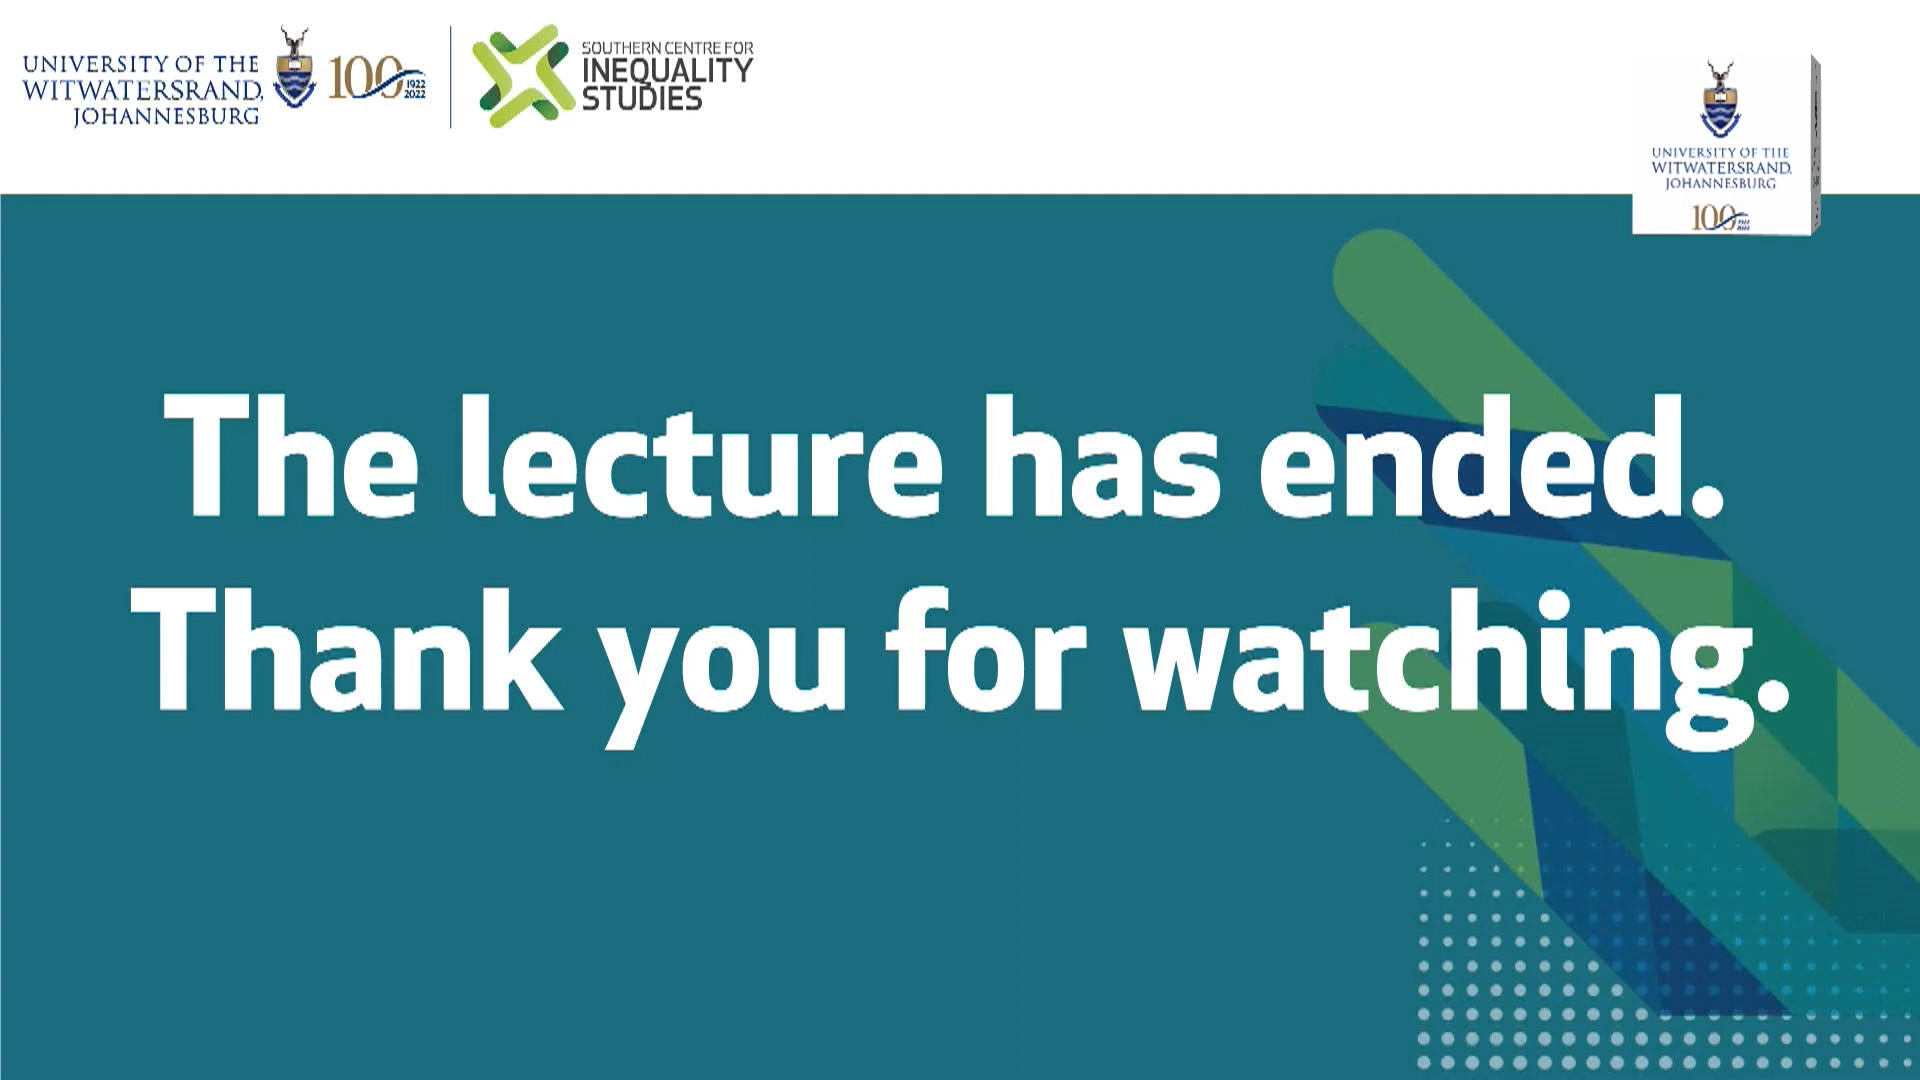 UNIVERSITY OF THE
WITWATERSRAND,
JOHANNESBURG
100
1922
2022
SOUTHERN CENTRE FOR
INEQUALITY
STUDIES
UNIVERSITY OF THE
WITWATERSRAND,
JOHANNESBURG
100
The lecture has ended.
Thank you for watching.